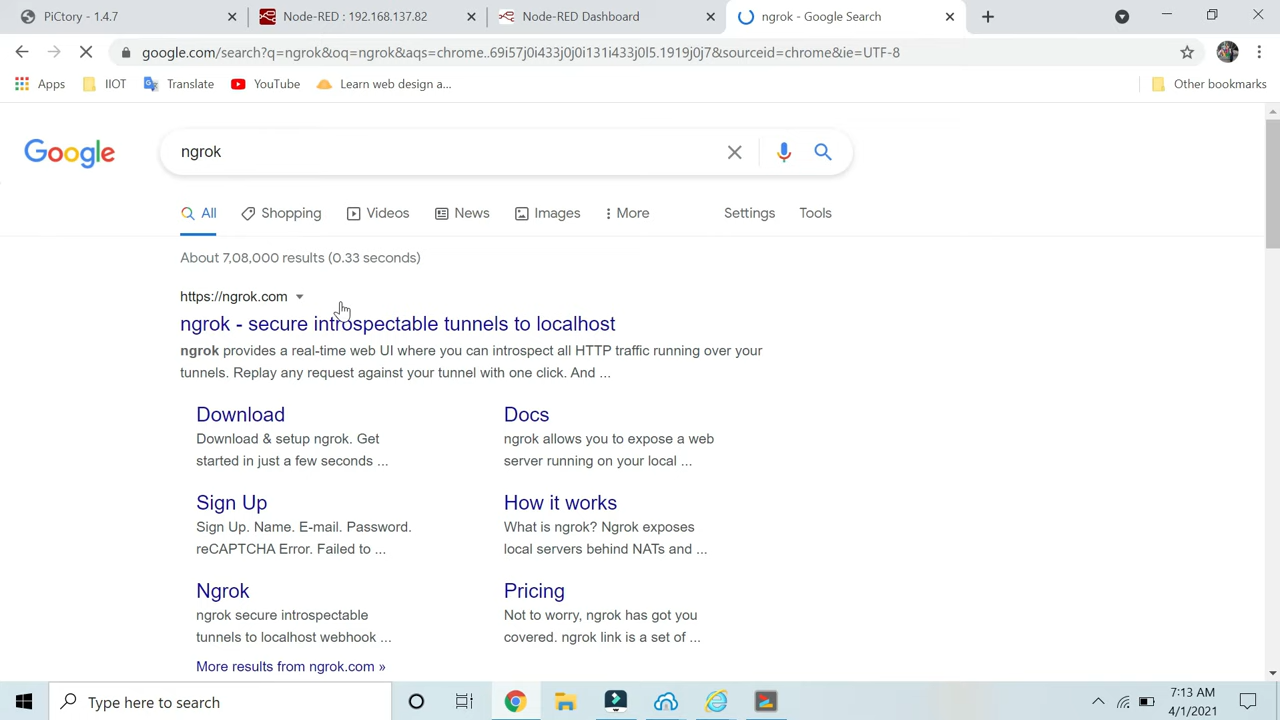 PiCtory - 1.4.7
Node-RED : 192.168.137.82
Node-RED Dashboard
ngrok - Google Search
google.com/search?q=ngrok&oq=ngrok&aqs=chrome..69i57j0i433j0j0i131i433j0l5.1919j0j7&sourceid=chrome&ie=UTF-8
Apps
IIOT
Translate
YouTube
Learn web design a...
Other bookmarks
Google
ngrok
All
Shopping
Videos
News
Images
More
Settings
Tools
About 7,08,000 results (0.33 seconds)
https://ngrok.com
ngrok - secure introspectable tunnels to localhost
ngrok provides a real-time web UI where you can introspect all HTTP traffic running over your
tunnels. Replay any request against your tunnel with one click. And ...
Download
Download & setup ngrok. Get
started in just a few seconds ...
Docs
ngrok allows you to expose a web
server running on your local ...
Sign Up
Sign Up. Name. E-mail. Password.
reCAPTCHA Error. Failed to ...
How it works
What is ngrok? Ngrok exposes
local servers behind NATs and ...
Ngrok
ngrok secure introspectable
tunnels to localhost webhook ...
Pricing
Not to worry, ngrok has got you
covered. ngrok link is a set of ...
More results from ngrok.com »
Type here to search
7:13 AM
4/1/2021